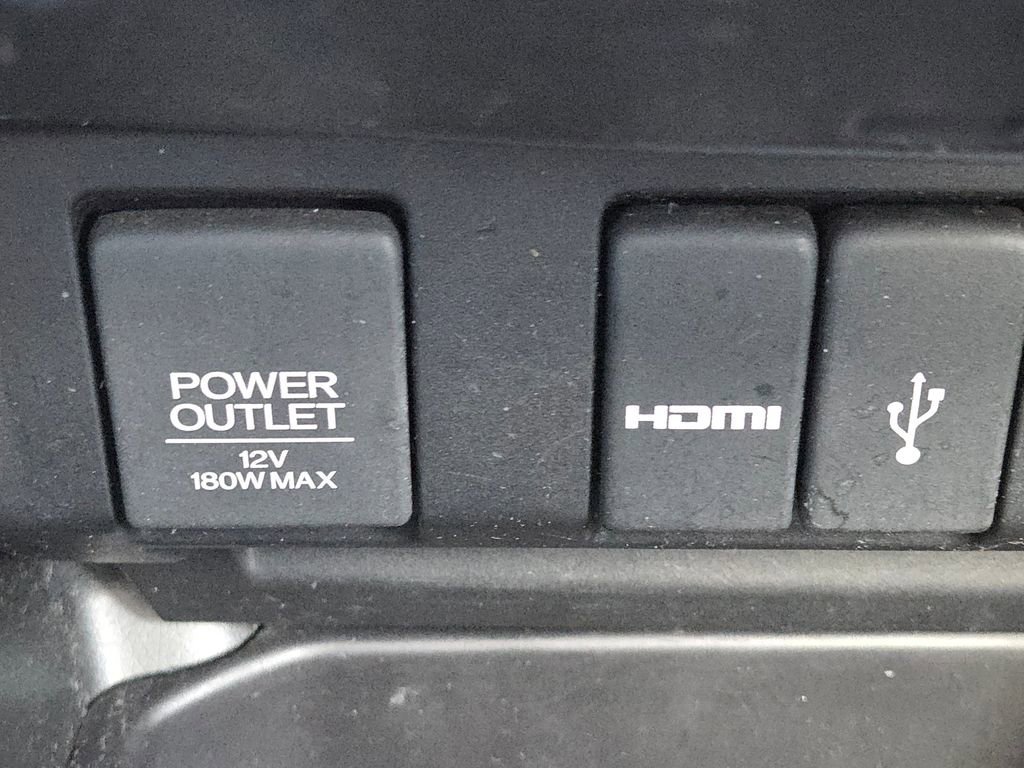 POWER
OUTLET
12V
180W MAX
HDMI